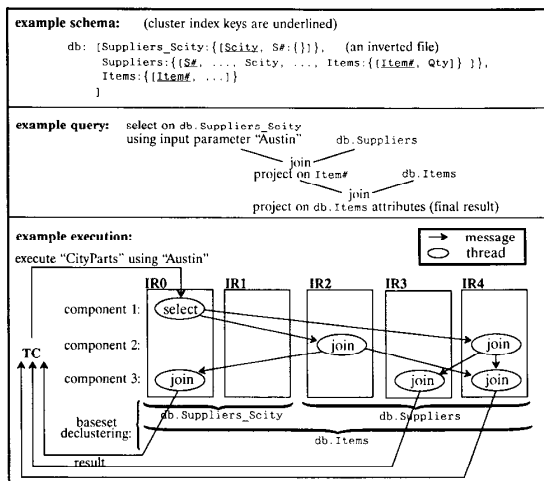 example schema: (cluster index keys are underlined)
db: [Suppliers_Scity:{[Scity, S#:{}]}, (an inverted file)
Suppliers:{[S#, ..., Scity, ..., Items:{[Item#, Qty]} ]},
Items:{[Item#, ...]}
]
example query: select on db.Suppliers_Scity
using input parameter "Austin" db.Suppliers
join
project on Item# db.Items
join
project on db.Items attributes (final result)
example execution:
execute "CityParts" using "Austin"
message
thread
IR0 IR1 IR2 IR3 IR4
component 1: select
TC
component 2: join join
component 3: join join join
baseset
declustering:
db.Suppliers_Scity db.Suppliers
db.Items
result